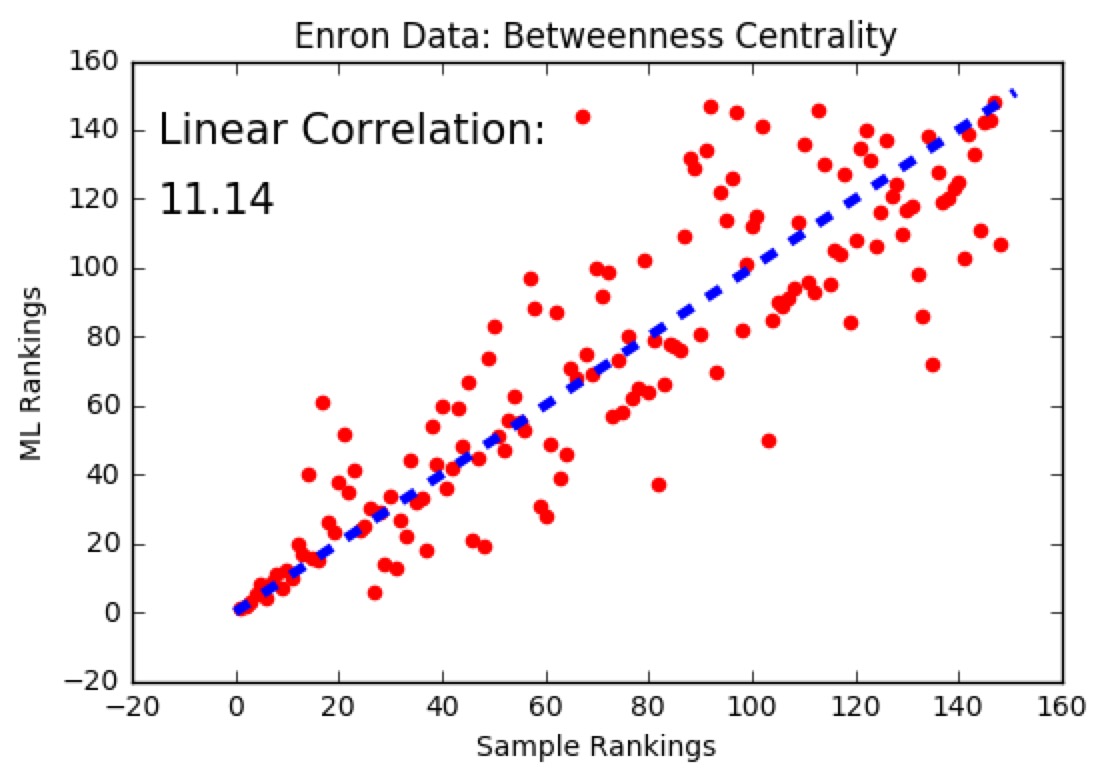 Enron Data: Betweenness Centrality
160
140
120
100
80
60
40
20
0
−20
ML Rankings
Linear Correlation:
11.14
−20 0 20 40 60 80 100 120 140 160
Sample Rankings